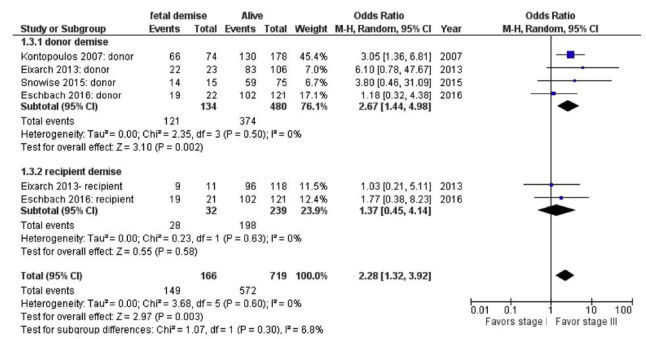 fetal demise Alive Odds Ratio Odds Ratio
Study or Subgroup Events Total Events Total Weight M-H, Random, 95% CI Year M-H, Random, 95% CI
1.3.1 donor demise
Kontopoulos 2007: donor 66 74 130 178 45.4% 3.05 [1.36, 6.81] 2007
Eixarch 2013: donor 22 23 83 106 7.0% 6.10 [0.78, 47.67] 2013
Snowise 2015: donor 14 15 59 75 6.5% 3.80 [0.46, 31.09] 2015
Eschbach 2016: donor 19 22 102 121 17.1% 1.18 [0.32, 4.38] 2016
Subtotal (95% CI) 134 480 76.1% 2.67 [1.44, 4.98]
Total events 121 374
Heterogeneity: Tau² = 0.00; Chi² = 2.35, df = 3 (P = 0.50); I² = 0%
Test for overall effect: Z = 3.10 (P = 0.002)
1.3.2 recipient demise
Eixarch 2013- recipient 9 11 96 118 11.5% 1.03 [0.21, 5.11] 2013
Eschbach 2016: recipient 19 21 102 121 12.4% 1.77 [0.38, 8.23] 2016
Subtotal (95% CI) 32 239 23.9% 1.37 [0.45, 4.14]
Total events 28 198
Heterogeneity: Tau² = 0.00; Chi² = 0.23, df = 1 (P = 0.63); I² = 0%
Test for overall effect: Z = 0.55 (P = 0.58)
Total (95% CI) 166 719 100.0% 2.28 [1.32, 3.92]
Total events 149 572
Heterogeneity: Tau² = 0.00; Chi² = 3.68, df = 5 (P = 0.60); I² = 0%
Test for overall effect: Z = 2.97 (P = 0.003)
Test for subgroup differences: Chi² = 1.07, df = 1 (P = 0.30), I² = 6.8%
0.01 0.1 1 10 100
Favors stage I Favor stage III